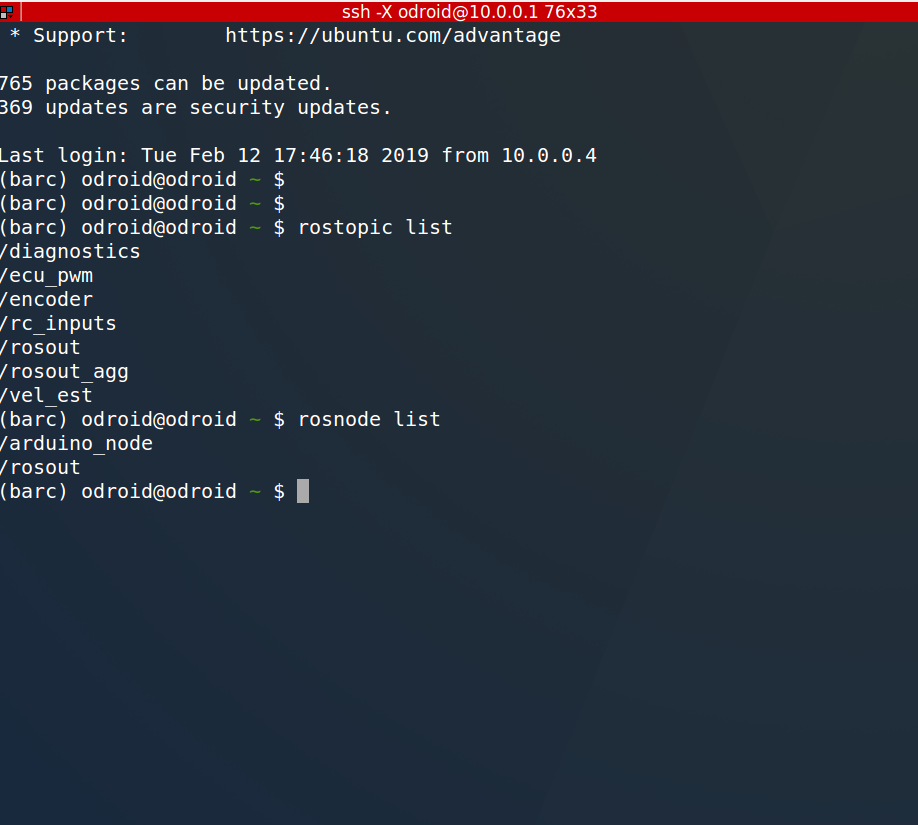 ssh -X odroid@10.0.0.1 76x33
* Support:        https://ubuntu.com/advantage
765 packages can be updated.
369 updates are security updates.
Last login: Tue Feb 12 17:46:18 2019 from 10.0.0.4
(barc) odroid@odroid ~ $
(barc) odroid@odroid ~ $
(barc) odroid@odroid ~ $ rostopic list
/diagnostics
/ecu_pwm
/encoder
/rc_inputs
/rosout
/rosout_agg
/vel_est
(barc) odroid@odroid ~ $ rosnode list
/arduino_node
/rosout
(barc) odroid@odroid ~ $